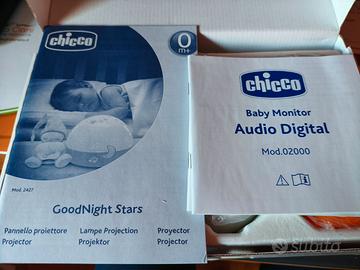 chicco
0
m+
Mod. 2427
GoodNight Stars
Pannello proiettore Lampe Projection Proyector
Projector Projektor Projector
chicco
Baby Monitor
Audio Digital
Mod.02000
subito